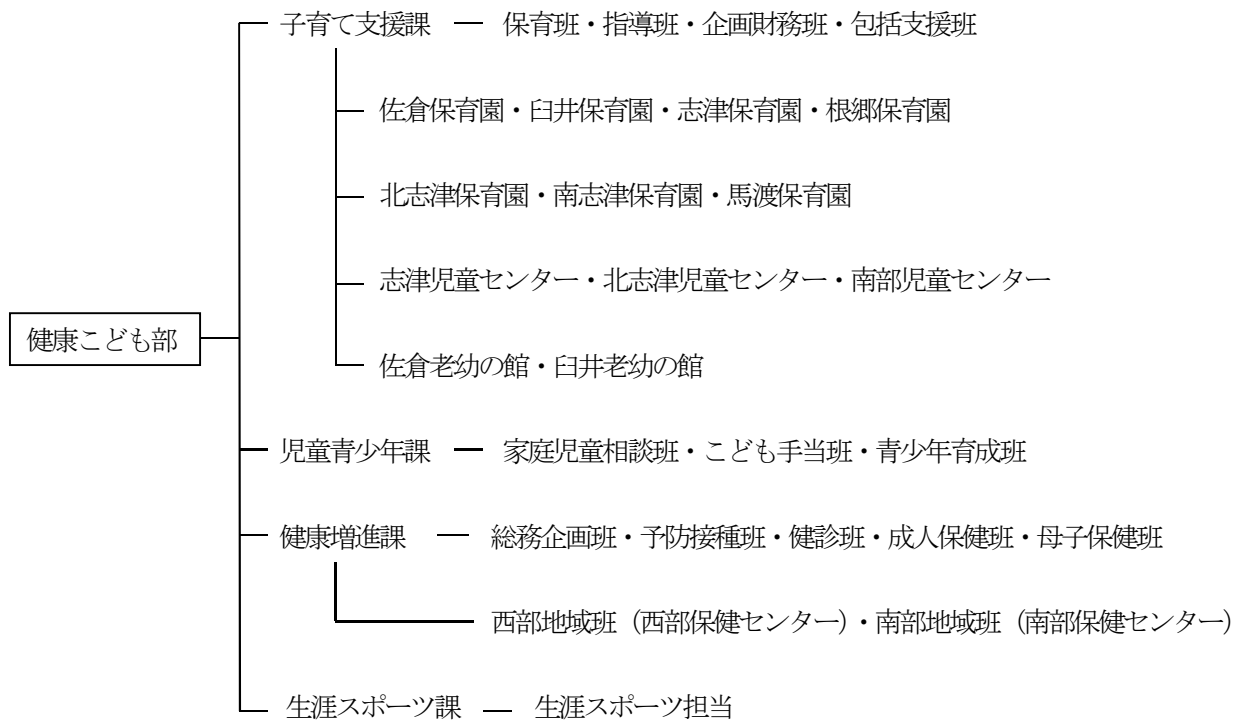 子育て支援課 ― 保育班・指導班・企画財務班・包括支援班
佐倉保育園・臼井保育園・志津保育園・根郷保育園
北志津保育園・南志津保育園・馬渡保育園
志津児童センター・北志津児童センター・南部児童センター
健康こども部
佐倉老幼の館・臼井老幼の館
児童青少年課 ― 家庭児童相談班・こども手当班・青少年育成班
健康増進課 ― 総務企画班・予防接種班・健診班・成人保健班・母子保健班
西部地域班（西部保健センター）・南部地域班（南部保健センター）
生涯スポーツ課 ― 生涯スポーツ担当